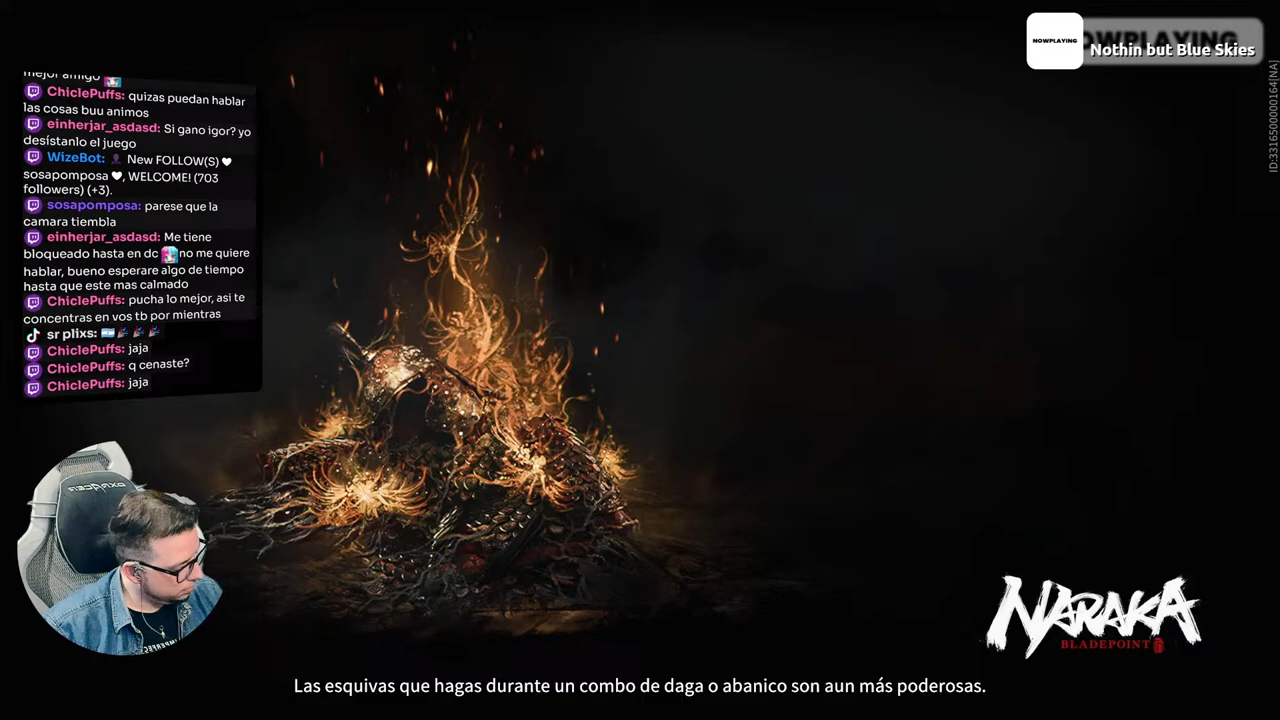 mejor amigo
ChiclePuffs: quizas puedan hablar
las cosas buu animos
einherjar_asdasd: Si gano igor? yo
desístanlo el juego
WizeBot: New FOLLOW(S) ♥
sosapomposa ♥, WELCOME! (703
followers) (+3).
sosapomposa: parese que la
camara tiembla
einherjar_asdasd: Me tiene
bloqueado hasta en dc no me quiere
hablar, bueno esperare algo de tiempo
hasta que este mas calmado
ChiclePuffs: pucha lo mejor, asi te
concentras en vos tb por mientras
sr plixs: 🇦🇷🎉🎉🎉
ChiclePuffs: jaja
ChiclePuffs: q cenaste?
ChiclePuffs: jaja
NOWPLAYING
NOWPLAYING
Nothin but Blue Skies
ID:3316500000164[NA]
DXRACER
NARAKA
BLADEPOINT
Las esquivas que hagas durante un combo de daga o abanico son aun más poderosas.